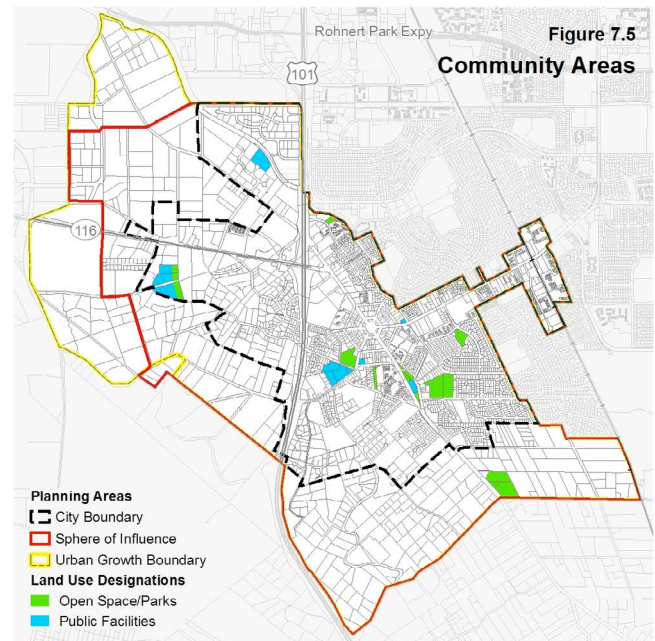 Rohnert Park Expy
Figure 7.5
Community Areas
101
116
Planning Areas
City Boundary
Sphere of Influence
Urban Growth Boundary
Land Use Designations
Open Space/Parks
Public Facilities